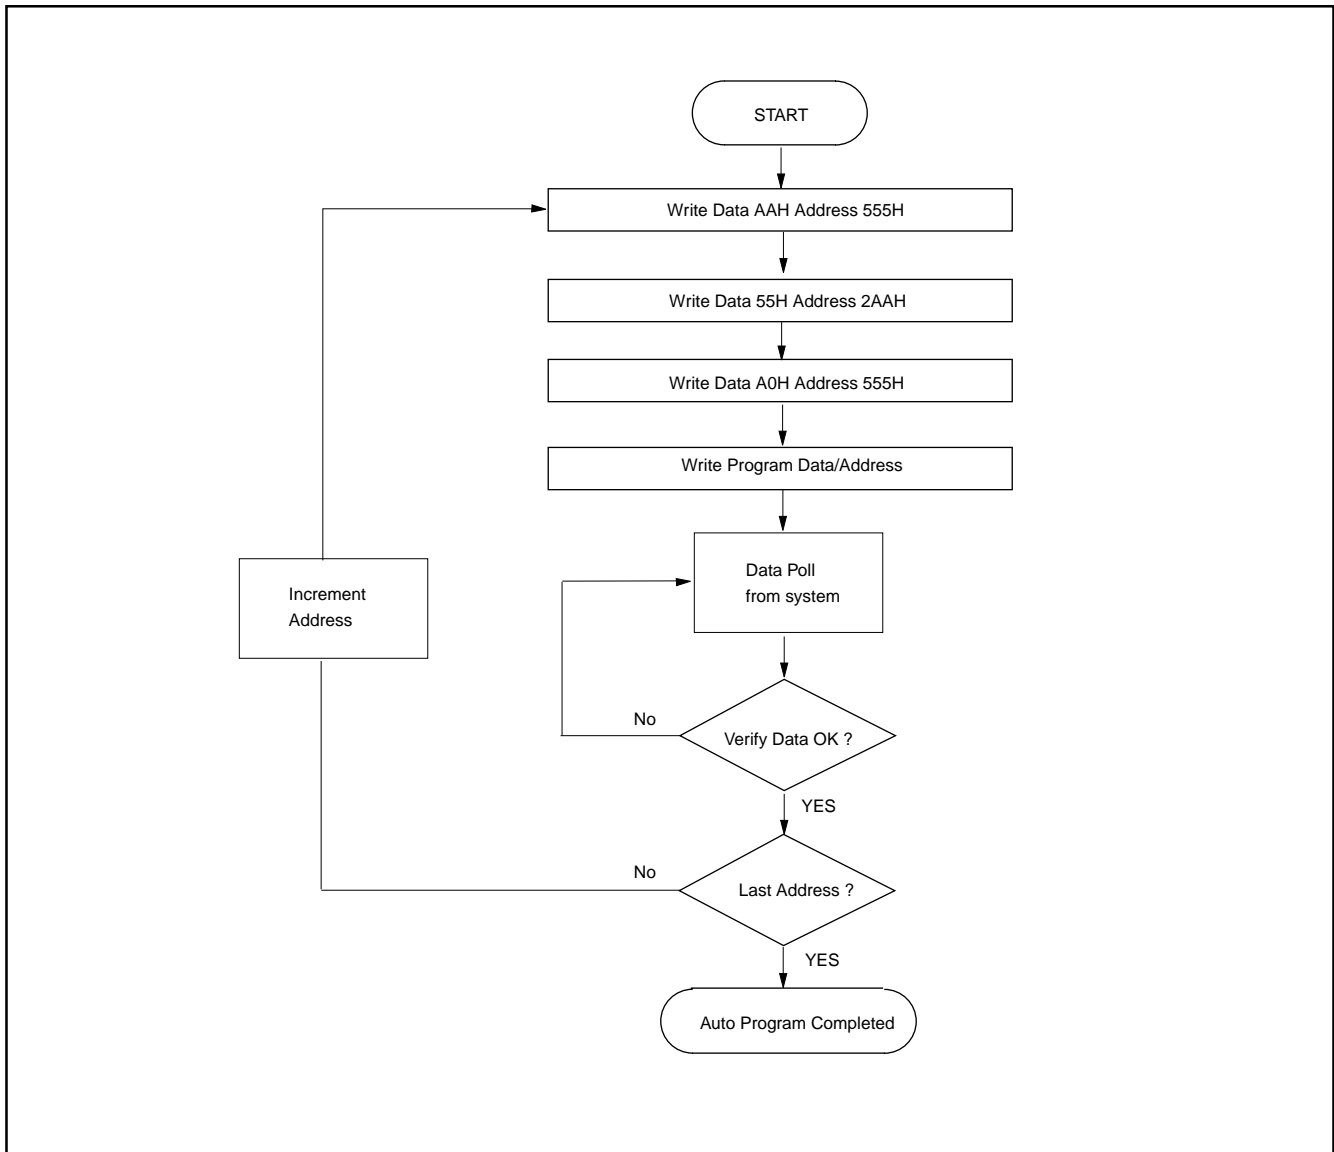 START
Write Data AAH Address 555H
Write Data 55H Address 2AAH
Write Data A0H Address 555H
Write Program Data/Address
Data Poll
from system
Increment
Address
No
Verify Data OK ?
YES
No
Last Address ?
YES
Auto Program Completed